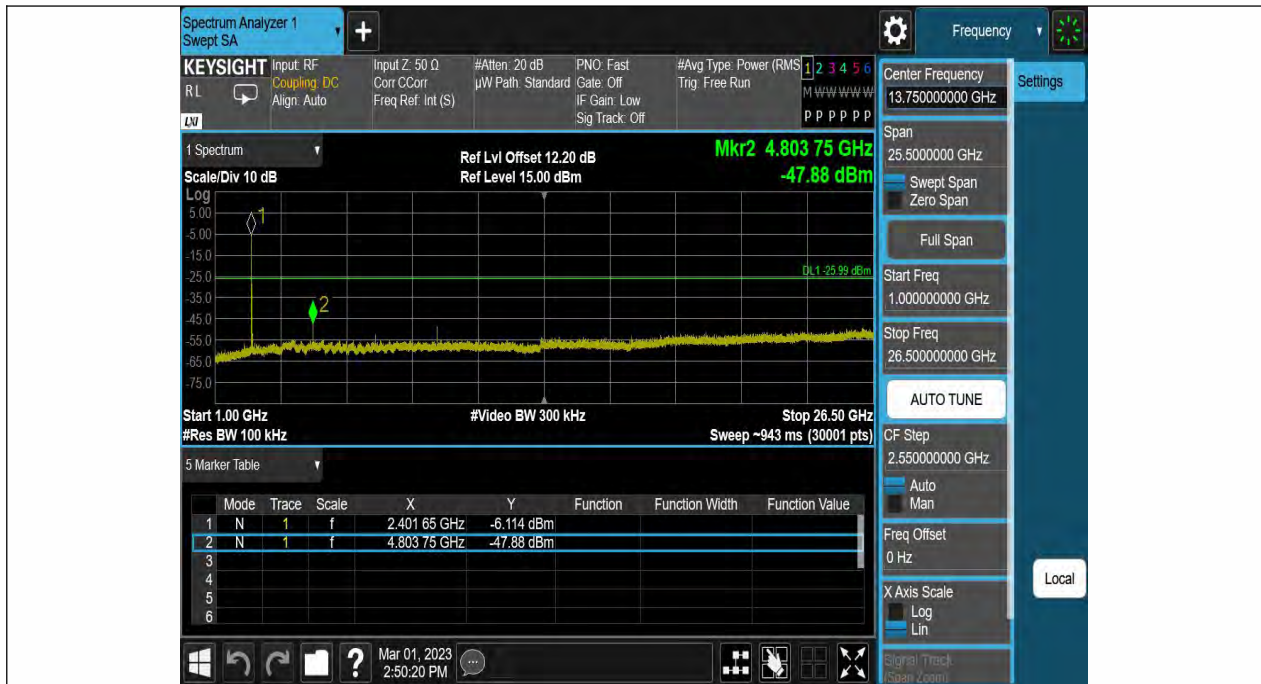 Spectrum Analyzer 1
Swept SA
+
Frequency
KEYSIGHT
RL
LXI
Input: RF
Coupling: DC
Align: Auto
Input Z: 50 Ω
Corr CCorr
Freq Ref: Int (S)
#Atten: 20 dB
µW Path: Standard
PNO: Fast
Gate: Off
IF Gain: Low
Sig Track: Off
#Avg Type: Power (RMS
Trig: Free Run
1 2 3 4 5 6
M W W W W W
P P P P P P
1 Spectrum
Scale/Div 10 dB
Ref Lvl Offset 12.20 dB
Ref Level 15.00 dBm
Mkr2 4.803 75 GHz
-47.88 dBm
Log
5.00
-5.00
-15.0
-25.0
-35.0
-45.0
-55.0
-65.0
-75.0
1
2
DL1 -25.99 dBm
Start 1.00 GHz
#Video BW 300 kHz
Stop 26.50 GHz
#Res BW 100 kHz
Sweep ~943 ms (30001 pts)
5 Marker Table
Mode Trace Scale X Y Function Function Width Function Value
1 N 1 f 2.401 65 GHz -6.114 dBm
2 N 1 f 4.803 75 GHz -47.88 dBm
3
4
5
6
?
Mar 01, 2023
2:50:20 PM
Center Frequency
13.750000000 GHz
Span
25.5000000 GHz
Swept Span
Zero Span
Full Span
Start Freq
1.000000000 GHz
Stop Freq
26.500000000 GHz
AUTO TUNE
CF Step
2.550000000 GHz
Auto
Man
Freq Offset
0 Hz
X Axis Scale
Log
Lin
Signal Track
(Span Zoom)
Settings
Local